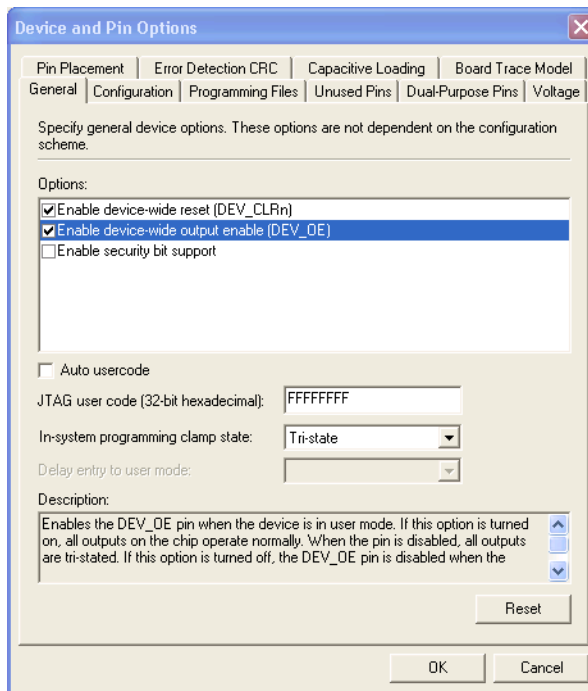 Device and Pin Options
Pin Placement Error Detection CRC Capacitive Loading Board Trace Model
General Configuration Programming Files Unused Pins Dual-Purpose Pins Voltage
Specify general device options. These options are not dependent on the configuration
scheme.
Options:
Enable device-wide reset (DEV_CLRn)
Enable device-wide output enable (DEV_OE)
Enable security bit support
Auto usercode
JTAG user code (32-bit hexadecimal): FFFFFFFF
In-system programming clamp state: Tri-state
Delay entry to user mode:
Description:
Enables the DEV_OE pin when the device is in user mode. If this option is turned
on, all outputs on the chip operate normally. When the pin is disabled, all outputs
are tri-stated. If this option is turned off, the DEV_OE pin is disabled when the
Reset
OK Cancel